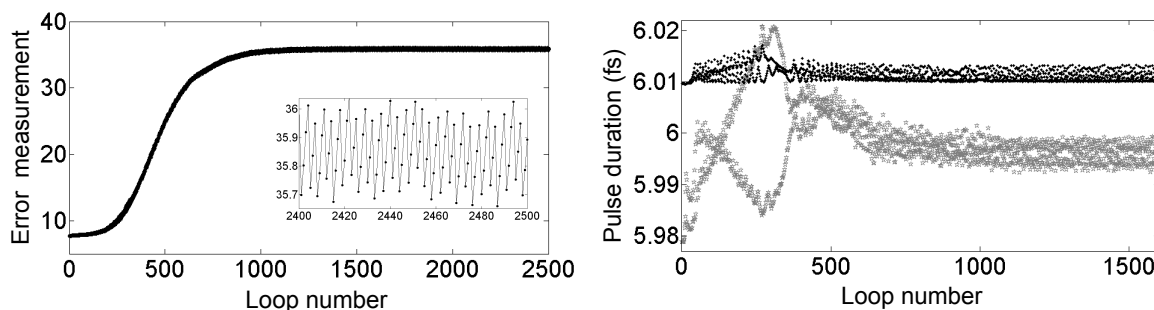 Error measurement
40
30
20
10
0 500 1000 1500 2000 2500
Loop number
36
35.9
35.8
35.7
2400 2420 2440 2460 2480 2500
Pulse duration (fs)
6.02
6.01
6
5.99
5.98
0 500 1000 1500
Loop number